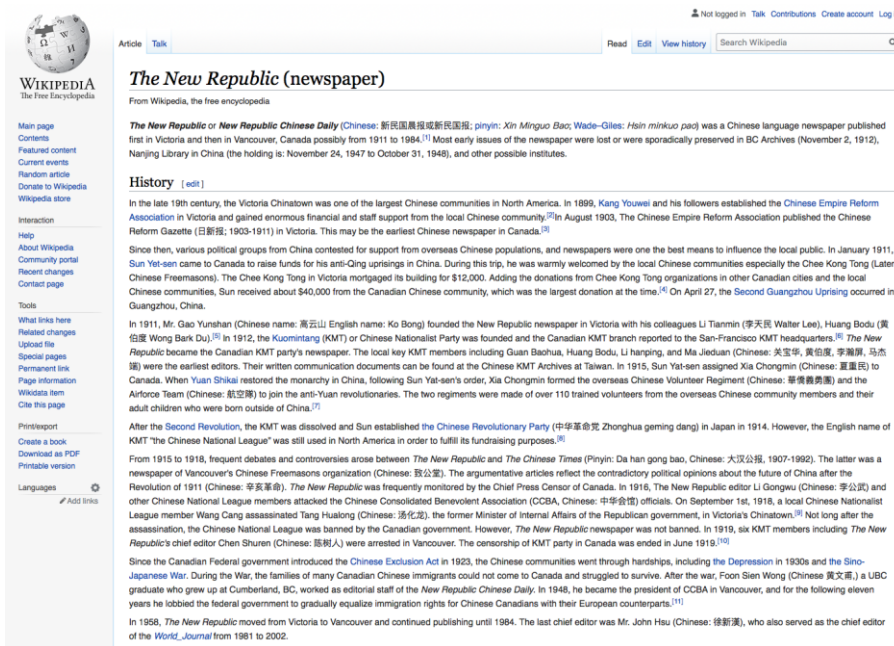 Not logged in Talk Contributions Create account Log
Article Talk
Read Edit View history Search Wikipedia
WIKIPEDIA
The Free Encyclopedia
Main page
Contents
Featured content
Current events
Random article
Donate to Wikipedia
Wikipedia store
Interaction
Help
About Wikipedia
Community portal
Recent changes
Contact page
Tools
What links here
Related changes
Upload file
Special pages
Permanent link
Page information
Wikidata item
Cite this page
Print/export
Create a book
Download as PDF
Printable version
Languages
Add links
The New Republic (newspaper)
From Wikipedia, the free encyclopedia
The New Republic or New Republic Chinese Daily (Chinese: 新民国晨报或新民国报; pinyin: Xin Minguo Bao; Wade–Giles: Hsin minkuo pao) was a Chinese language newspaper published
first in Victoria and then in Vancouver, Canada possibly from 1911 to 1984.[1] Most early issues of the newspaper were lost or were sporadically preserved in BC Archives (November 2, 1912),
Nanjing Library in China (the holding is: November 24, 1947 to October 31, 1948), and other possible institutes.
History [ edit ]
In the late 19th century, the Victoria Chinatown was one of the largest Chinese communities in North America. In 1899, Kang Youwei and his followers established the Chinese Empire Reform
Association in Victoria and gained enormous financial and staff support from the local Chinese community.[2]In August 1903, The Chinese Empire Reform Association published the Chinese
Reform Gazette (日新报; 1903-1911) in Victoria. This may be the earliest Chinese newspaper in Canada.[3]
Since then, various political groups from China contested for support from overseas Chinese populations, and newspapers were one the best means to influence the local public. In January 1911,
Sun Yet-sen came to Canada to raise funds for his anti-Qing uprisings in China. During this trip, he was warmly welcomed by the local Chinese communities especially the Chee Kong Tong (Later
Chinese Freemasons). The Chee Kong Tong in Victoria mortgaged its building for $12,000. Adding the donations from Chee Kong Tong organizations in other Canadian cities and the local
Chinese communities, Sun received about $40,000 from the Canadian Chinese community, which was the largest donation at the time.[4] On April 27, the Second Guangzhou Uprising occurred in
Guangzhou, China.
In 1911, Mr. Gao Yunshan (Chinese name: 高云山 English name: Ko Bong) founded the New Republic newspaper in Victoria with his colleagues Li Tianmin (李天民 Walter Lee), Huang Bodu (黄
伯度 Wong Bark Du).[5] In 1912, the Kuomintang (KMT) or Chinese Nationalist Party was founded and the Canadian KMT branch reported to the San-Francisco KMT headquarters.[6] The New
Republic became the Canadian KMT party's newspaper. The local key KMT members including Guan Baohua, Huang Bodu, Li hanping, and Ma Jieduan (Chinese: 关宝华, 黄伯度, 李瀚屏, 马杰
端) were the earliest editors. Their written communication documents can be found at the Chinese KMT Archives at Taiwan. In 1915, Sun Yat-sen assigned Xia Chongmin (Chinese: 夏重民) to
Canada. When Yuan Shikai restored the monarchy in China, following Sun Yat-sen's order, Xia Chongmin formed the overseas Chinese Volunteer Regiment (Chinese: 華僑義勇團) and the
Airforce Team (Chinese: 航空隊) to join the anti-Yuan revolutionaries. The two regiments were made of over 110 trained volunteers from the overseas Chinese community members and their
adult children who were born outside of China.[7]
After the Second Revolution, the KMT was dissolved and Sun established the Chinese Revolutionary Party (中华革命党 Zhonghua geming dang) in Japan in 1914. However, the English name of
KMT "the Chinese National League" was still used in North America in order to fulfill its fundraising purposes.[8]
From 1915 to 1918, frequent debates and controversies arose between The New Republic and The Chinese Times (Pinyin: Da han gong bao, Chinese: 大汉公报, 1907-1992). The latter was a
newspaper of Vancouver's Chinese Freemasons organization (Chinese: 致公堂). The argumentative articles reflect the contradictory political opinions about the future of China after the
Revolution of 1911 (Chinese: 辛亥革命). The New Republic was frequently monitored by the Chief Press Censor of Canada. In 1916, The New Republic editor Li Gongwu (Chinese: 李公武) and
other Chinese National League members attacked the Chinese Consolidated Benevolent Association (CCBA, Chinese: 中华会馆) officials. On September 1st, 1918, a local Chinese Nationalist
League member Wang Cang assassinated Tang Hualong (Chinese: 汤化龙). the former Minister of Internal Affairs of the Republican government, in Victoria's Chinatown.[9] Not long after the
assassination, the Chinese National League was banned by the Canadian government. However, The New Republic newspaper was not banned. In 1919, six KMT members including The New
Republic's chief editor Chen Shuren (Chinese: 陈树人) were arrested in Vancouver. The censorship of KMT party in Canada was ended in June 1919.[10]
Since the Canadian Federal government introduced the Chinese Exclusion Act in 1923, the Chinese communities went through hardships, including the Depression in 1930s and the Sino-
Japanese War. During the War, the families of many Canadian Chinese immigrants could not come to Canada and struggled to survive. After the war, Foon Sien Wong (Chinese 黄文甫,) a UBC
graduate who grew up at Cumberland, BC, worked as editorial staff of the New Republic Chinese Daily. In 1948, he became the president of CCBA in Vancouver, and for the following eleven
years he lobbied the federal government to gradually equalize immigration rights for Chinese Canadians with their European counterparts.[11]
In 1958, The New Republic moved from Victoria to Vancouver and continued publishing until 1984. The last chief editor was Mr. John Hsu (Chinese: 徐新漢), who also served as the chief editor
of the World_Journal from 1981 to 2002.